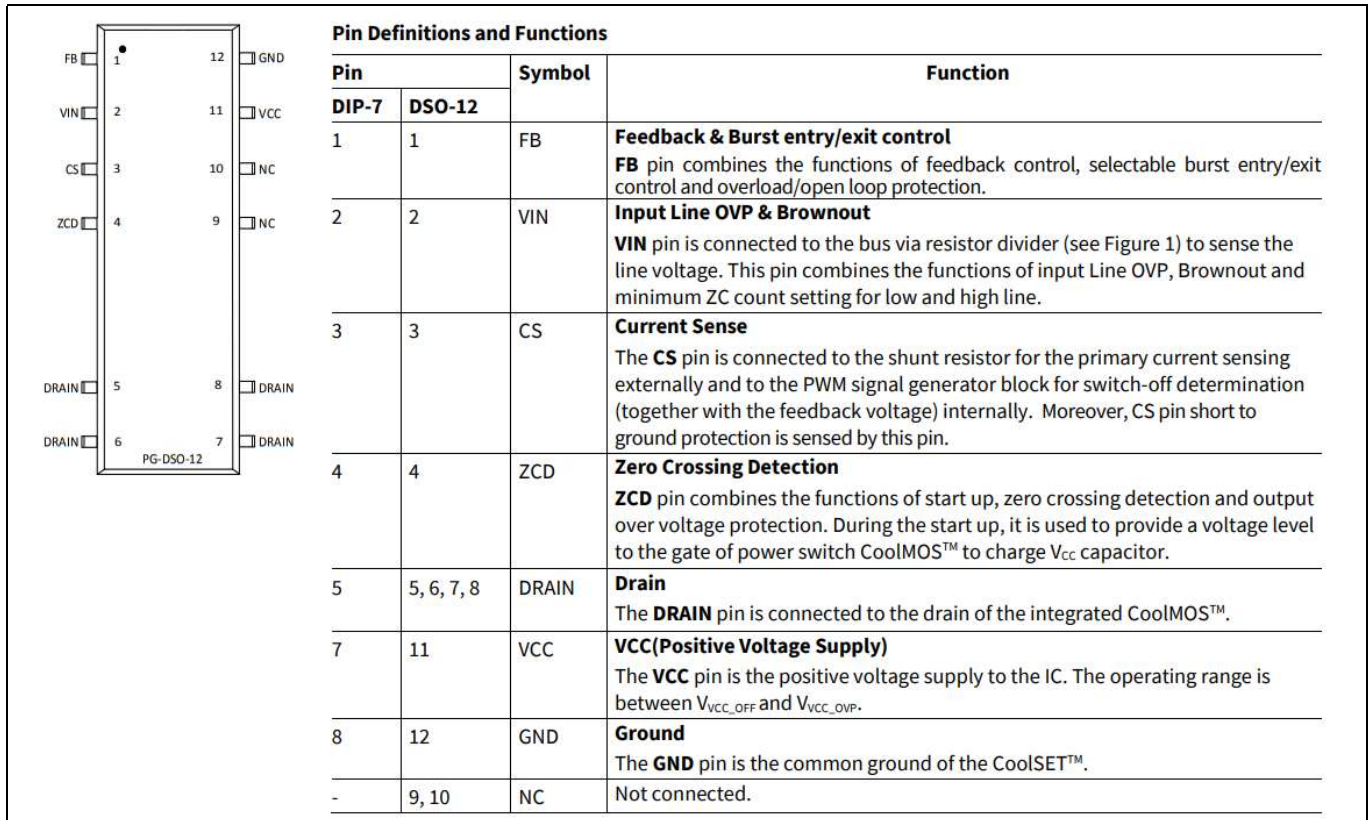 FB 1 12 GND
VIN 2 11 VCC
CS 3 10 NC
ZCD 4 9 NC
DRAIN 5 8 DRAIN
DRAIN 6 7 DRAIN
PG-DSO-12
Pin Definitions and Functions
Pin Symbol Function
DIP-7 DSO-12
1 1 FB Feedback & Burst entry/exit control
FB pin combines the functions of feedback control, selectable burst entry/exit
control and overload/open loop protection.
2 2 VIN Input Line OVP & Brownout
VIN pin is connected to the bus via resistor divider (see Figure 1) to sense the
line voltage. This pin combines the functions of input Line OVP, Brownout and
minimum ZC count setting for low and high line.
3 3 CS Current Sense
The CS pin is connected to the shunt resistor for the primary current sensing
externally and to the PWM signal generator block for switch-off determination
(together with the feedback voltage) internally. Moreover, CS pin short to
ground protection is sensed by this pin.
4 4 ZCD Zero Crossing Detection
ZCD pin combines the functions of start up, zero crossing detection and output
over voltage protection. During the start up, it is used to provide a voltage level
to the gate of power switch CoolMOS™ to charge VCC capacitor.
5 5, 6, 7, 8 DRAIN Drain
The DRAIN pin is connected to the drain of the integrated CoolMOS™.
7 11 VCC VCC(Positive Voltage Supply)
The VCC pin is the positive voltage supply to the IC. The operating range is
between VVCC_OFF and VVCC_OVP.
8 12 GND Ground
The GND pin is the common ground of the CoolSET™.
- 9, 10 NC Not connected.